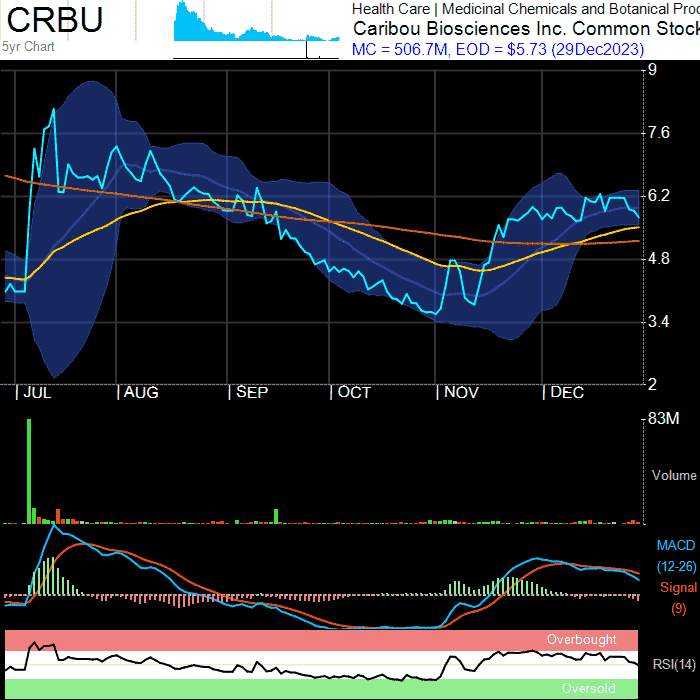 CRBU
5yr Chart
Health Care | Medicinal Chemicals and Botanical Proc
Caribou Biosciences Inc. Common Stock
MC = 506.7M, EOD = $5.73 (29Dec2023)
9
7.6
6.2
4.8
3.4
2
JUL AUG SEP OCT NOV DEC
83M
Volume
MACD
(12-26)
Signal
(9)
Overbought
RSI(14)
Oversold